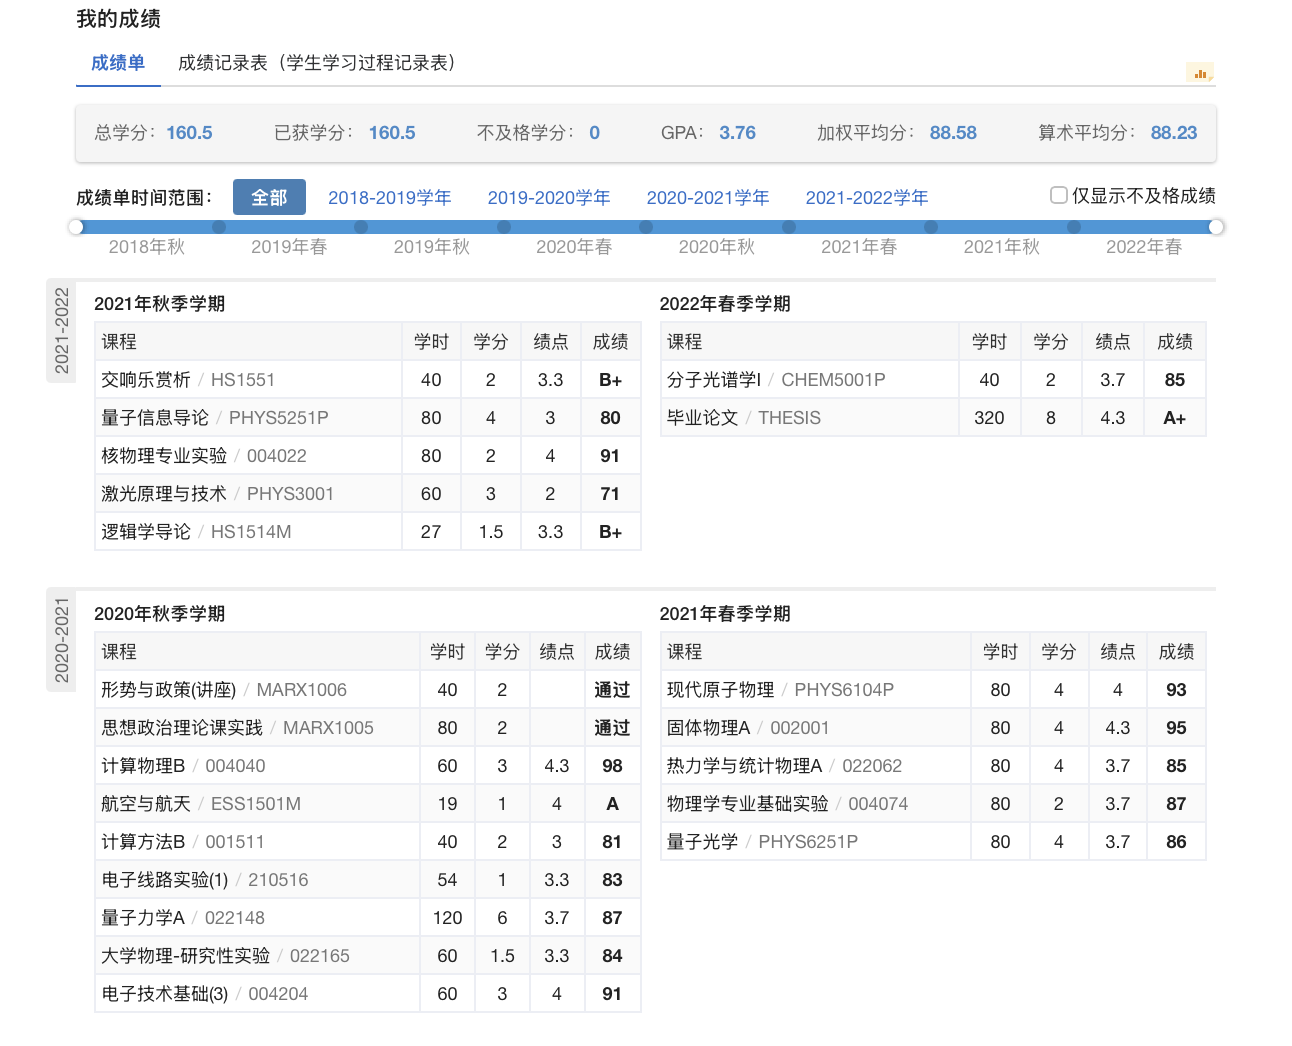 我的成绩
成绩单 成绩记录表（学生学习过程记录表）
总学分： 160.5 已获学分： 160.5 不及格学分： 0 GPA： 3.76 加权平均分： 88.58 算术平均分： 88.23
成绩单时间范围： 全部 2018-2019学年 2019-2020学年 2020-2021学年 2021-2022学年 仅显示不及格成绩
2018年秋 2019年春 2019年秋 2020年春 2020年秋 2021年春 2021年秋 2022年春
2021-2022
2021年秋季学期
课程 学时 学分 绩点 成绩
交响乐赏析 / HS1551 40 2 3.3 B+
量子信息导论 / PHYS5251P 80 4 3 80
核物理专业实验 / 004022 80 2 4 91
激光原理与技术 / PHYS3001 60 3 2 71
逻辑学导论 / HS1514M 27 1.5 3.3 B+
2022年春季学期
课程 学时 学分 绩点 成绩
分子光谱学I / CHEM5001P 40 2 3.7 85
毕业论文 / THESIS 320 8 4.3 A+
2020-2021
2020年秋季学期
课程 学时 学分 绩点 成绩
形势与政策(讲座) / MARX1006 40 2 通过
思想政治理论课实践 / MARX1005 80 2 通过
计算物理B / 004040 60 3 4.3 98
航空与航天 / ESS1501M 19 1 4 A
计算方法B / 001511 40 2 3 81
电子线路实验(1) / 210516 54 1 3.3 83
量子力学A / 022148 120 6 3.7 87
大学物理-研究性实验 / 022165 60 1.5 3.3 84
电子技术基础(3) / 004204 60 3 4 91
2021年春季学期
课程 学时 学分 绩点 成绩
现代原子物理 / PHYS6104P 80 4 4 93
固体物理A / 002001 80 4 4.3 95
热力学与统计物理A / 022062 80 4 3.7 85
物理学专业基础实验 / 004074 80 2 3.7 87
量子光学 / PHYS6251P 80 4 3.7 86